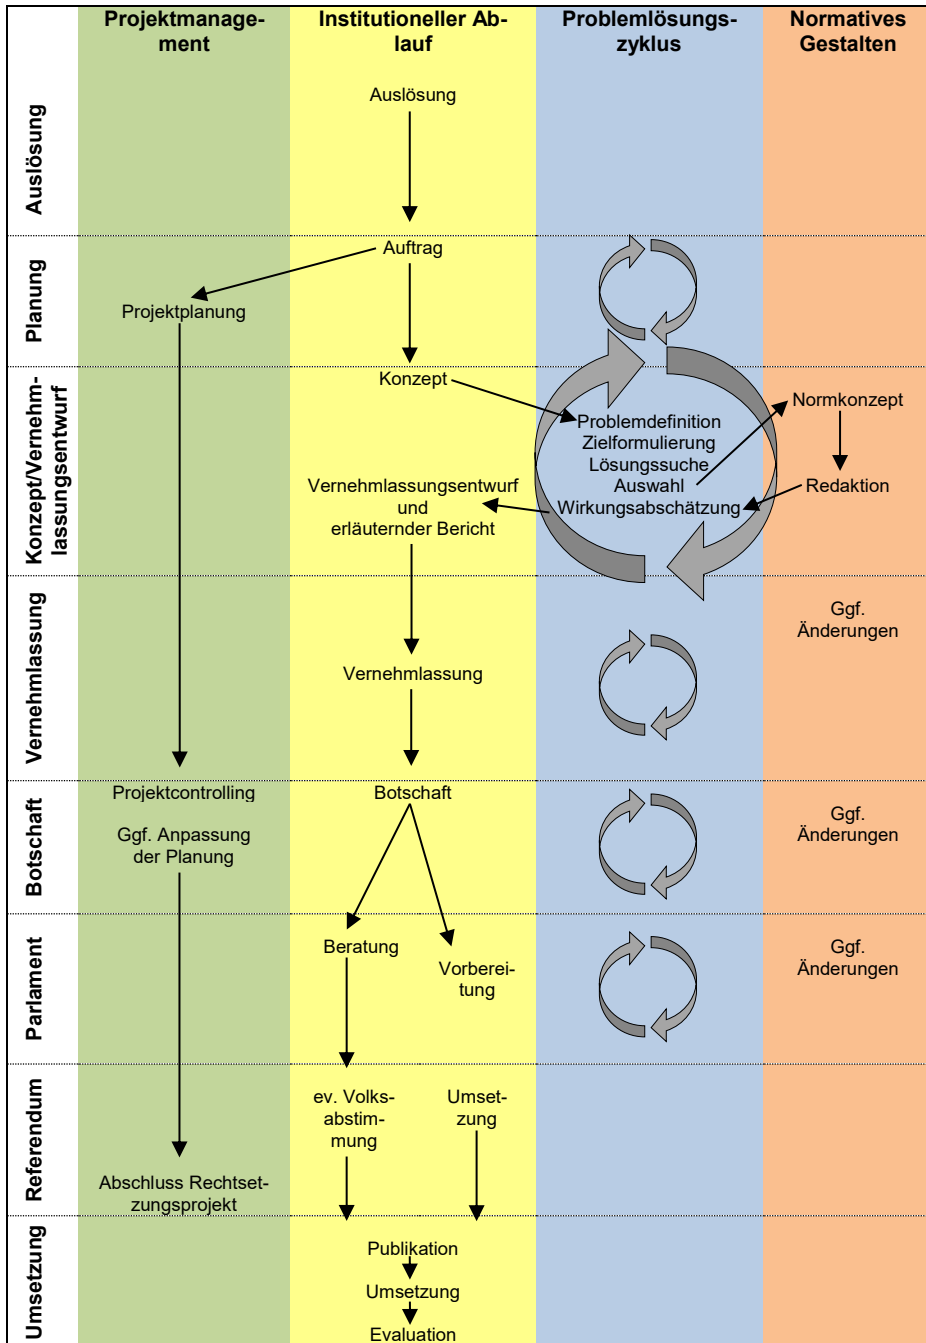 Projektmanage-
ment
Institutioneller Ab-
lauf
Problemlösungs-
zyklus
Normatives
Gestalten
Auslösung
Auslösung
Planung
Auftrag
Projektplanung
Konzept/Vernehm-
lassungsentwurf
Konzept
Problemdefinition
Zielformulierung
Lösungssuche
Auswahl
Wirkungsabschätzung
Normkonzept
Redaktion
Vernehmlassungsentwurf
und
erläuternder Bericht
Vernehmlassung
Vernehmlassung
Ggf.
Änderungen
Botschaft
Projektcontrolling
Ggf. Anpassung
der Planung
Botschaft
Ggf.
Änderungen
Parlament
Beratung
Vorberei-
tung
Ggf.
Änderungen
Referendum
ev. Volks-
abstim-
mung
Umset-
zung
Abschluss Rechtset-
zungsprojekt
Umsetzung
Publikation
Umsetzung
Evaluation